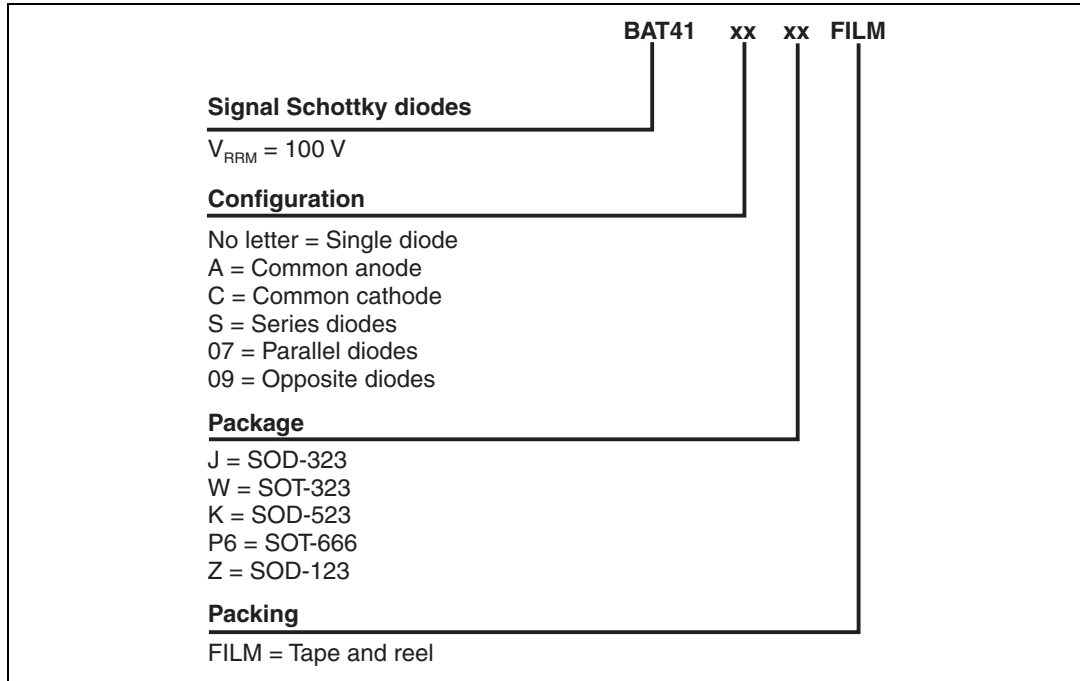 BAT41 xx xx FILM
Signal Schottky diodes
V_RRM = 100 V
Configuration
No letter = Single diode
A = Common anode
C = Common cathode
S = Series diodes
07 = Parallel diodes
09 = Opposite diodes
Package
J = SOD-323
W = SOT-323
K = SOD-523
P6 = SOT-666
Z = SOD-123
Packing
FILM = Tape and reel